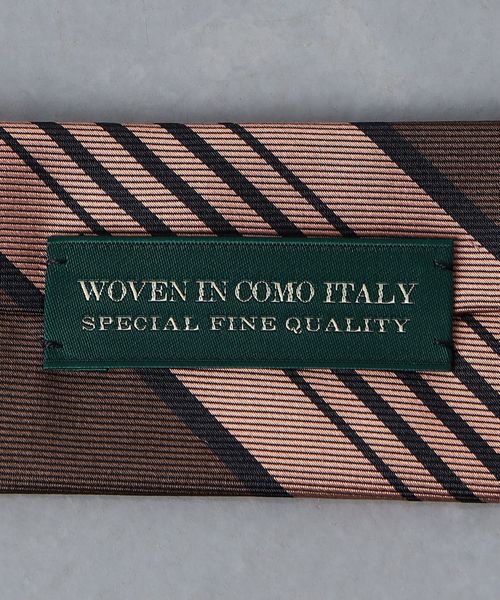 WOVEN IN COMO ITALY
SPECIAL FINE QUALITY